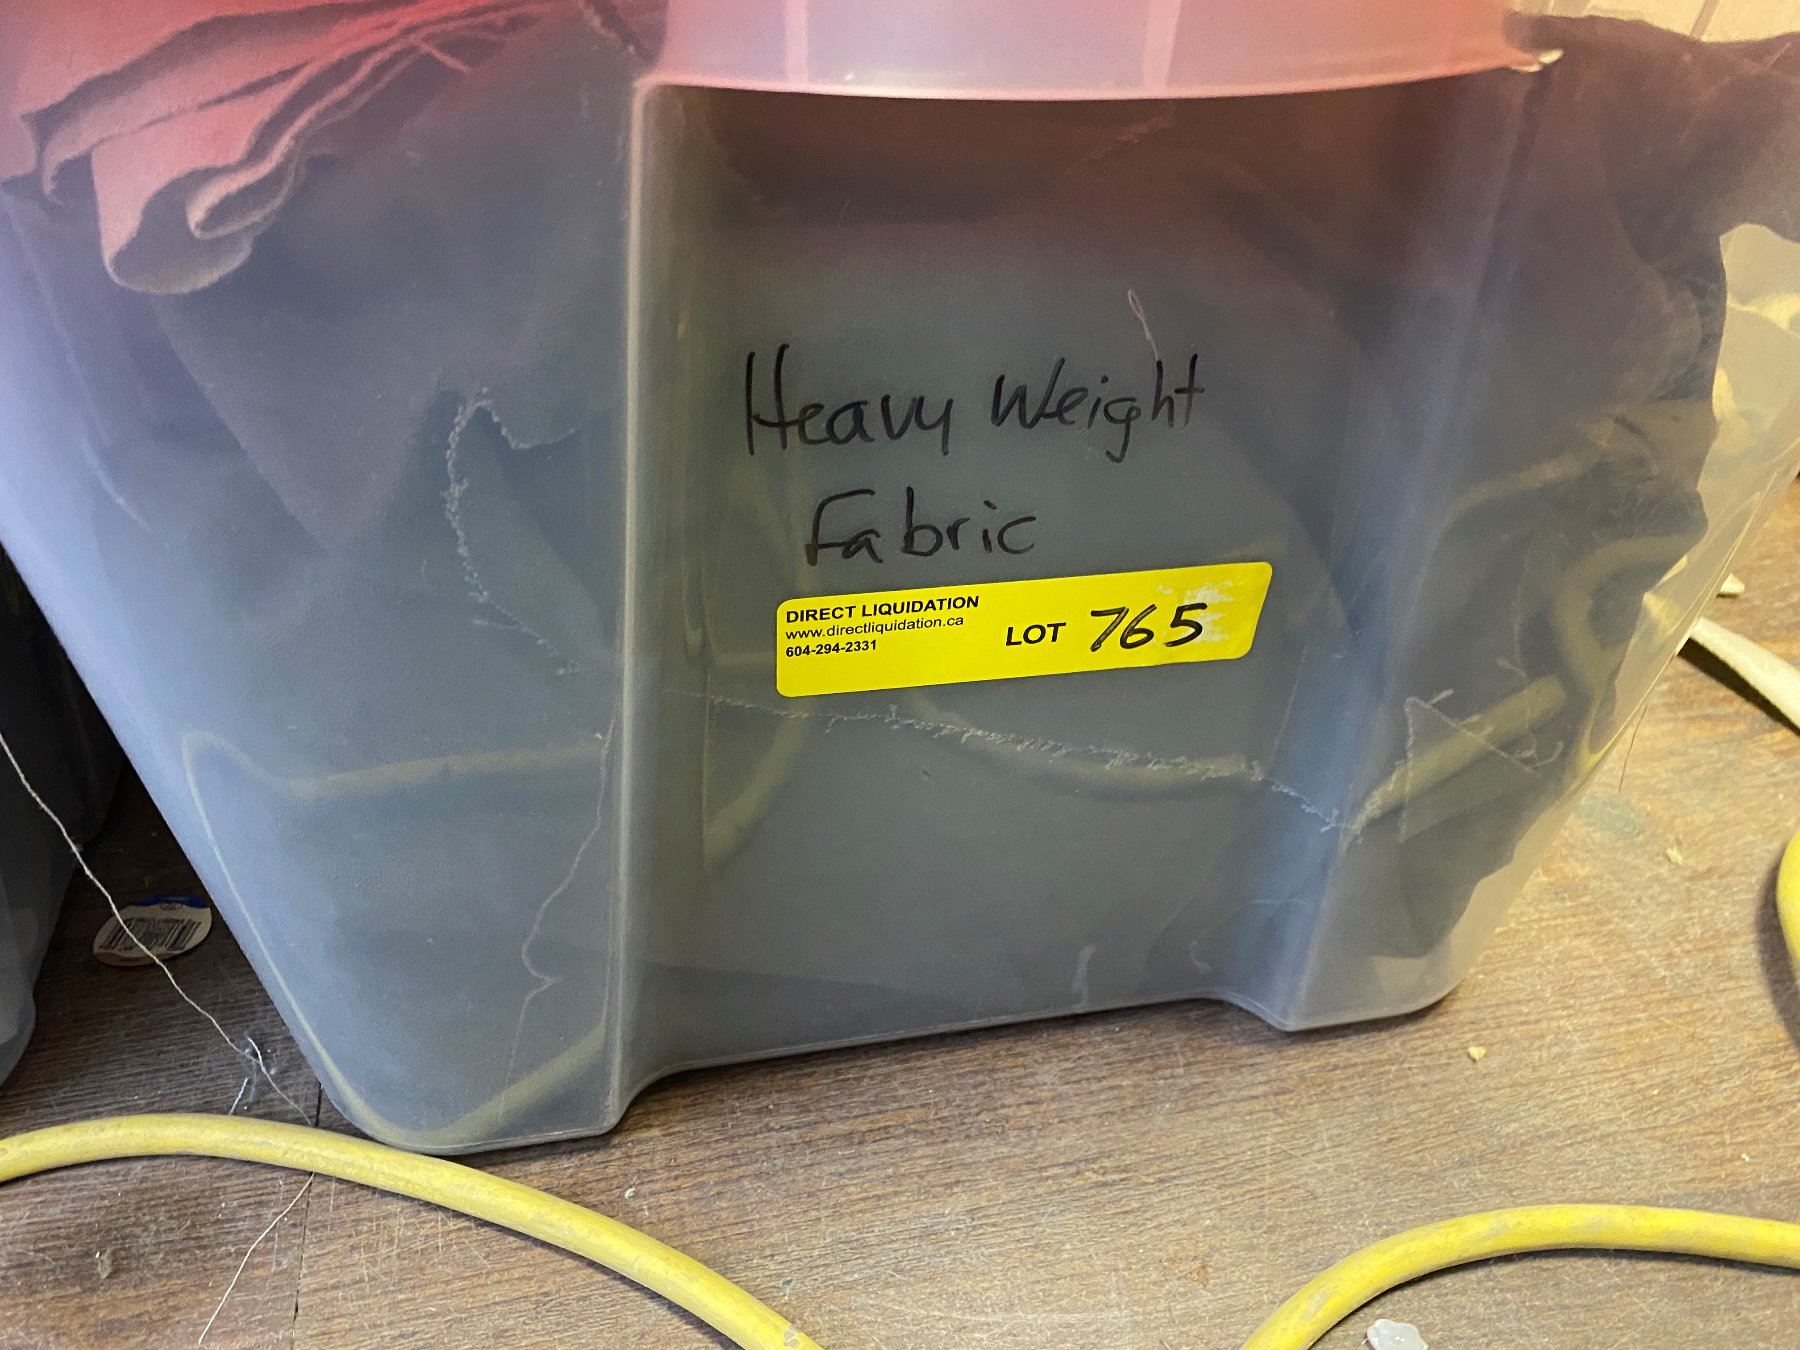 Heavy Weight
Fabric
DIRECT LIQUIDATION
www.directliquidation.ca
604-294-2331
LOT 765